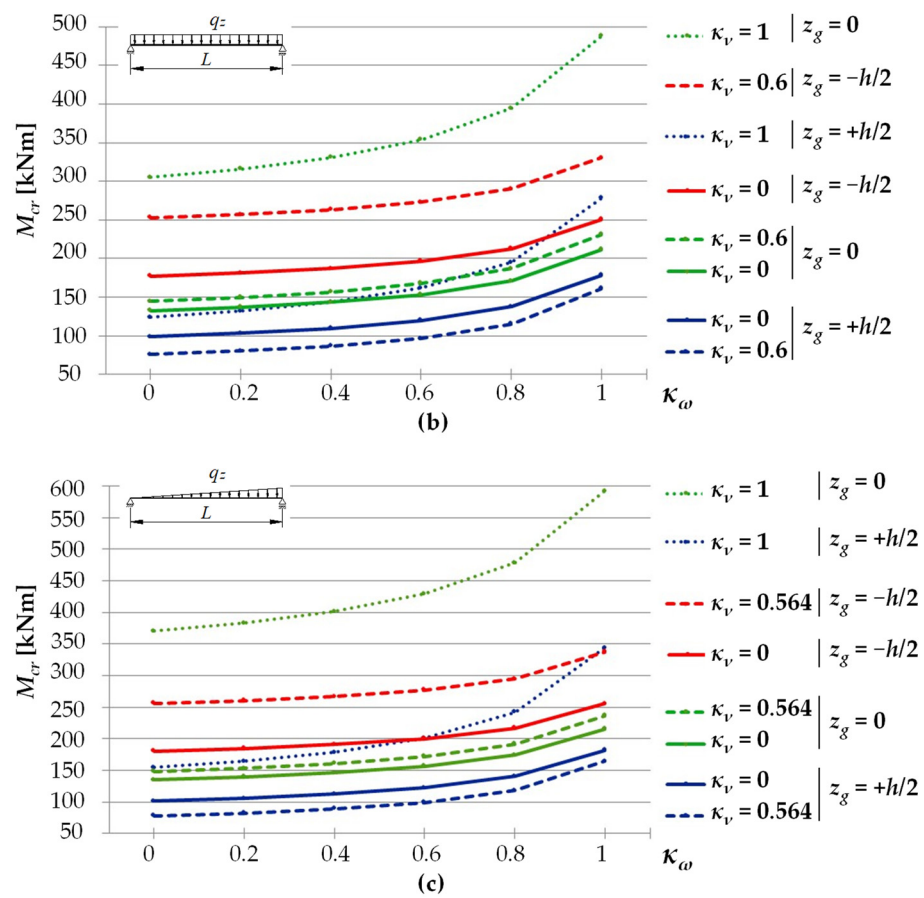 q_z
L
M_cr [kNm]
500
450
400
350
300
250
200
150
100
50
0
0.2
0.4
0.6
0.8
1
κ_ω
κ_ν = 1 | z_g = 0
κ_ν = 0.6 | z_g = −h/2
κ_ν = 1 | z_g = +h/2
κ_ν = 0 | z_g = −h/2
κ_ν = 0.6
κ_ν = 0
z_g = 0
κ_ν = 0
κ_ν = 0.6
z_g = +h/2
(b)
q_z
L
M_cr [kNm]
600
550
500
450
400
350
300
250
200
150
100
50
0
0.2
0.4
0.6
0.8
1
κ_ω
κ_ν = 1 | z_g = 0
κ_ν = 1 | z_g = +h/2
κ_ν = 0.564 | z_g = −h/2
κ_ν = 0 | z_g = −h/2
κ_ν = 0.564
κ_ν = 0
z_g = 0
κ_ν = 0
κ_ν = 0.564
z_g = +h/2
(c)